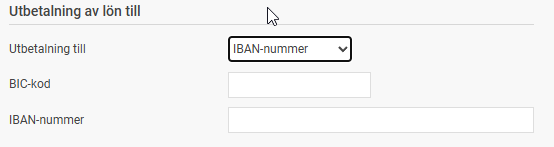 Utbetalning av lön till
Utbetalning till IBAN-nummer
BIC-kod
IBAN-nummer